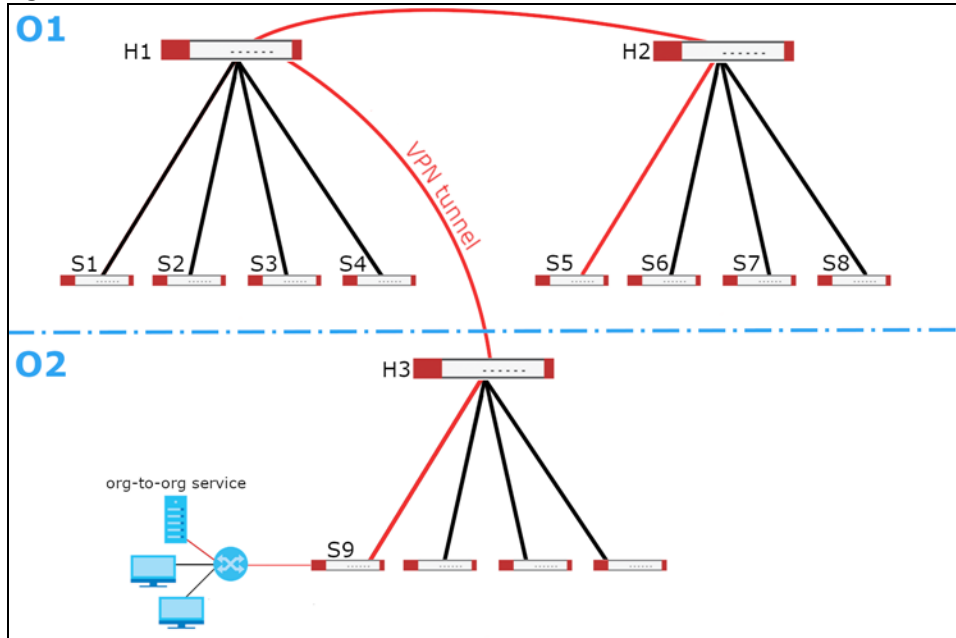 O1
H1
H2
VPN tunnel
S1
S2
S3
S4
S5
S6
S7
S8
O2
H3
org-to-org service
S9